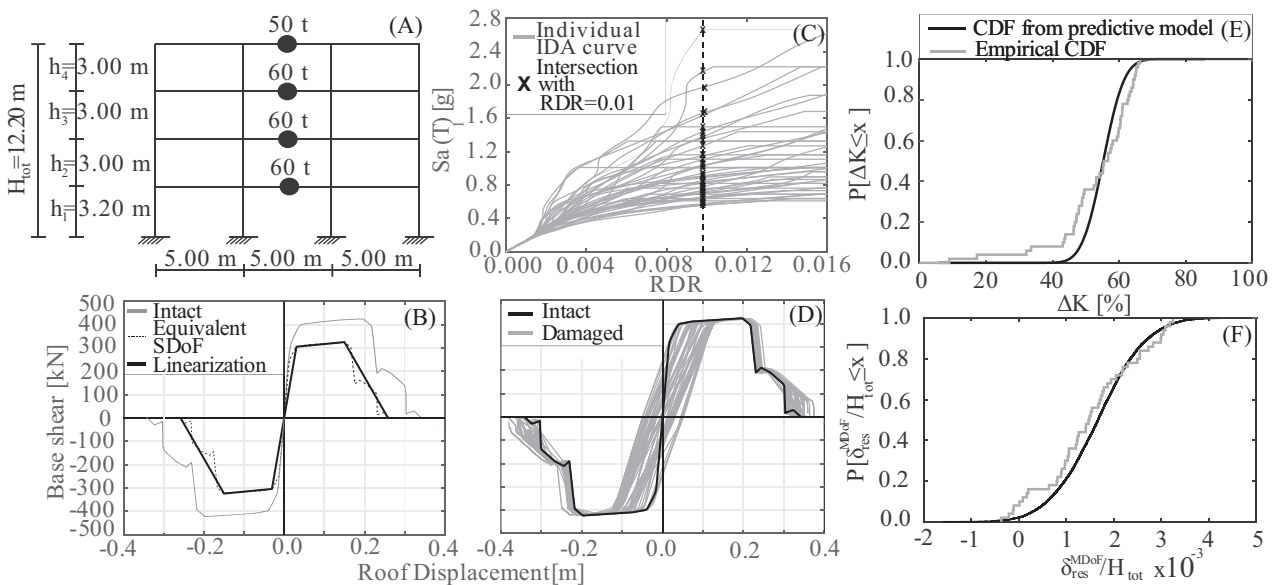 50 t
(A)
60 t
60 t
60 t
h4=3.00 m
h3=3.00 m
h2=3.00 m
h1=3.20 m
Htot=12.20 m
5.00 m 5.00 m 5.00 m
(B)
Intact
Equivalent
SDoF
Linearization
Base shear [kN]
500
400
300
200
100
0
-100
-200
-300
-400
-500
-0.4 -0.2 0.0 0.2 0.4
Roof Displacement[m]
(C)
Individual
IDA curve
Intersection
X with
RDR=0.01
Sa (T1) [g]
2.8
2.4
2.0
1.6
1.2
0.8
0.4
0.0
0.000 0.004 0.008 0.012 0.016
RDR
(D)
Intact
Damaged
-0.4 -0.2 0.0 0.2 0.4
CDF from predictive model
Empirical CDF
(E)
P[ΔK≤x]
1.0
0.8
0.6
0.4
0.2
0.0
0 20 40 60 80 100
ΔK [%]
(F)
P[δres^MDoF/Htot≤x]
1.0
0.8
0.6
0.4
0.2
0.0
-2 -1 0 1 2 3 4 5
δres^MDoF/Htot x10^-3